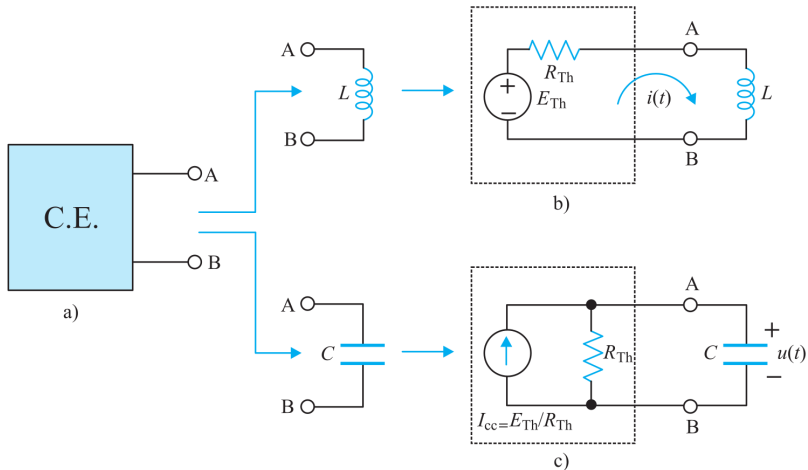 C.E.
A
B
a)
A
L
B
R_Th
E_Th
i(t)
A
L
B
b)
A
C
B
I_cc=E_Th/R_Th
R_Th
A
C
+
u(t)
−
B
c)